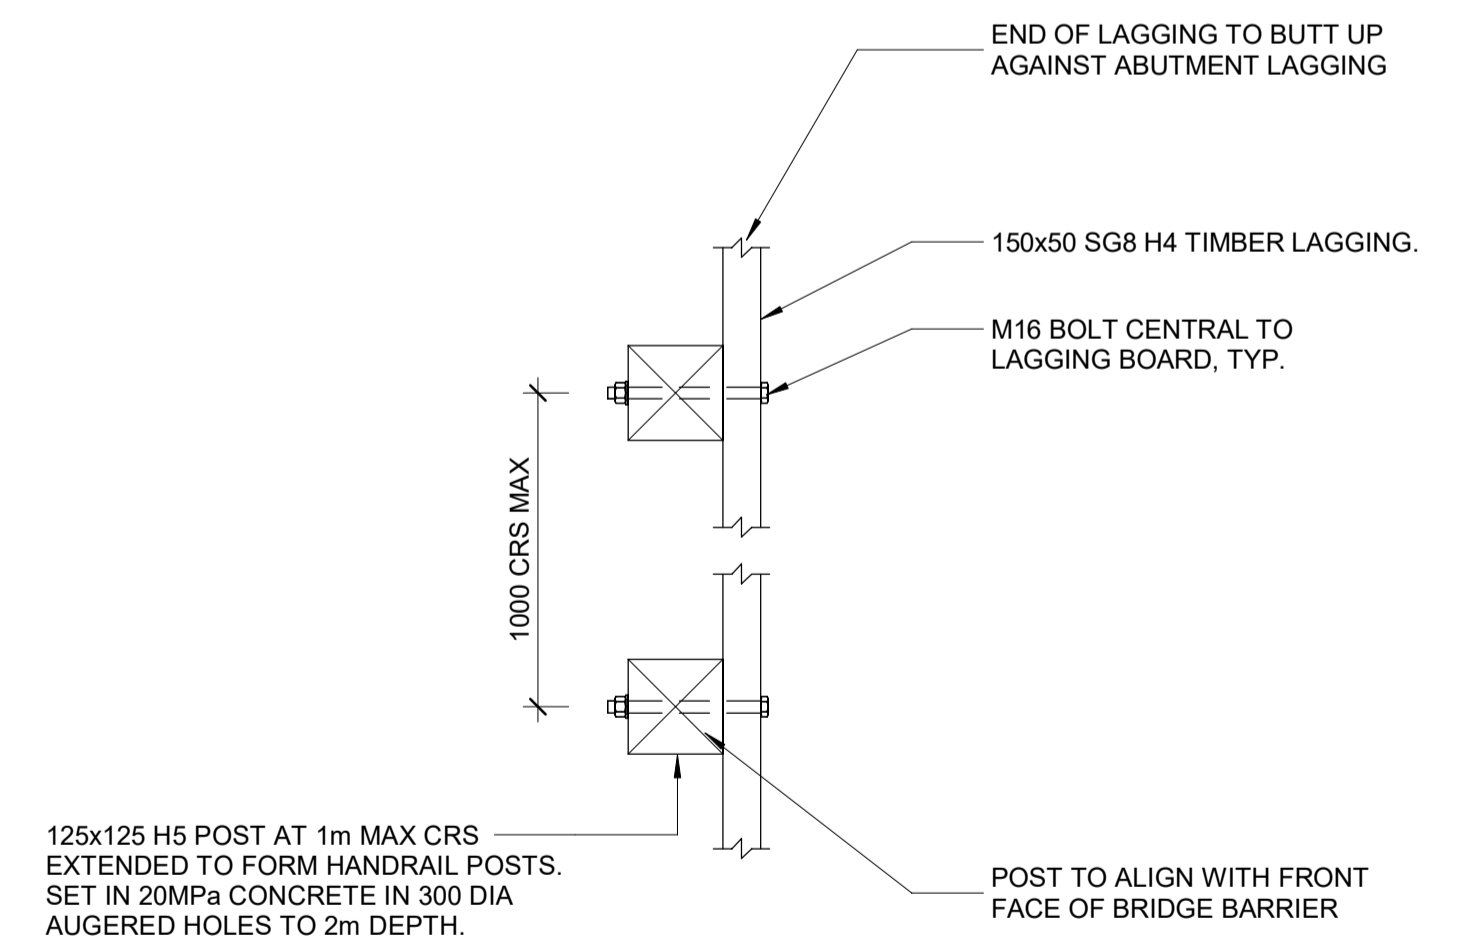 END OF LAGGING TO BUTT UP
AGAINST ABUTMENT LAGGING
150x50 SG8 H4 TIMBER LAGGING.
M16 BOLT CENTRAL TO
LAGGING BOARD, TYP.
1000 CRS MAX
125x125 H5 POST AT 1m MAX CRS
EXTENDED TO FORM HANDRAIL POSTS.
SET IN 20MPa CONCRETE IN 300 DIA
AUGERED HOLES TO 2m DEPTH.
POST TO ALIGN WITH FRONT
FACE OF BRIDGE BARRIER